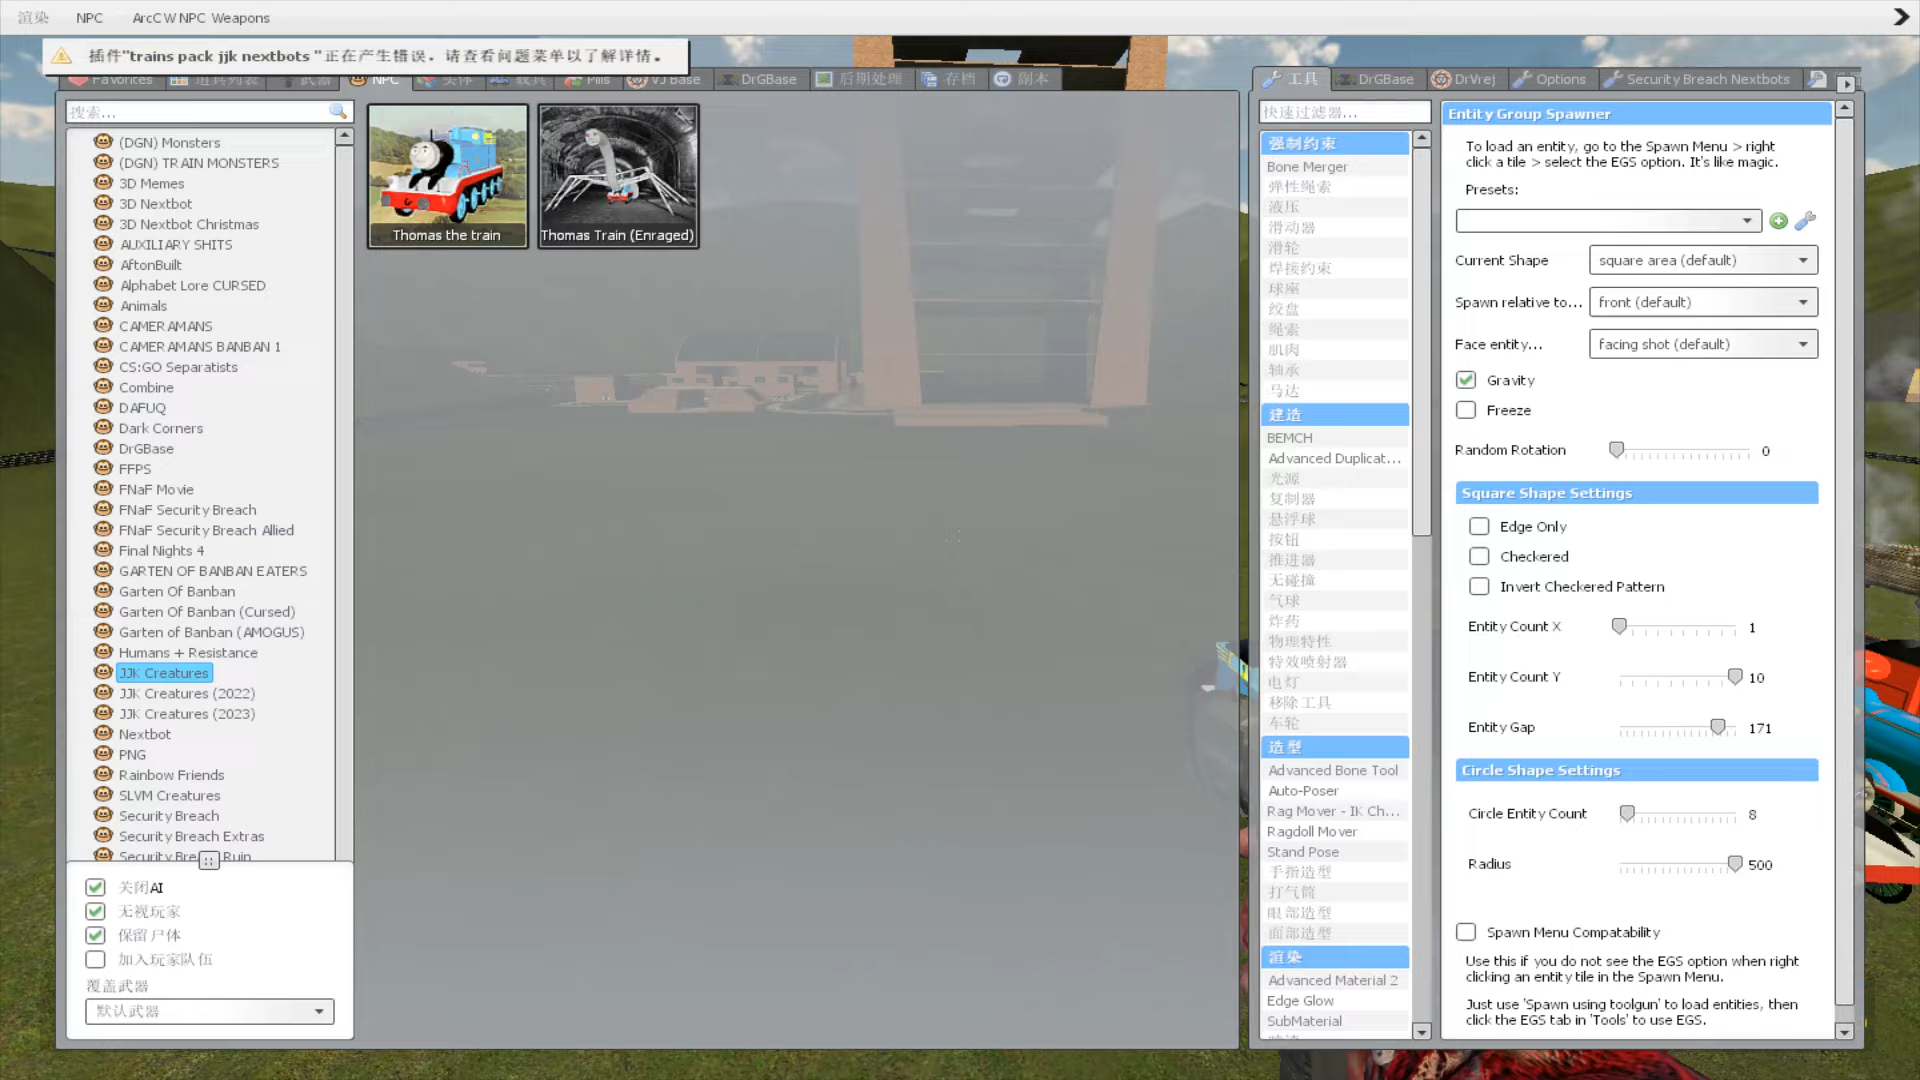 渲染 NPC ArcCW NPC Weapons
插件"trains pack jjk nextbots "正在产生错误。请查看问题菜单以了解详情。
Favorites 道具列表 武器 NPC 实体 载具 Pills VJ Base DrGBase 后期处理 存档 副本
搜索...
(DGN) Monsters
(DGN) TRAIN MONSTERS
3D Memes
3D Nextbot
3D Nextbot Christmas
AUXILIARY SHITS
AftonBuilt
Alphabet Lore CURSED
Animals
CAMERAMANS
CAMERAMANS BANBAN 1
CS:GO Separatists
Combine
DAFUQ
Dark Corners
DrGBase
FFPS
FNaF Movie
FNaF Security Breach
FNaF Security Breach Allied
Final Nights 4
GARTEN OF BANBAN EATERS
Garten Of Banban
Garten Of Banban (Cursed)
Garten of Banban (AMOGUS)
Humans + Resistance
JJK Creatures
JJK Creatures (2022)
JJK Creatures (2023)
Nextbot
PNG
Rainbow Friends
SLVM Creatures
Security Breach
Security Breach Extras
Security Breach Ruin
关闭AI
无视玩家
保留尸体
加入玩家队伍
覆盖武器
默认武器
Thomas the train
Thomas Train (Enraged)
工具 DrGBase DrVrej Options Security Breach Nextbots
快速过滤器...
强制约束
Bone Merger
弹性绳索
液压
滑动器
滑轮
焊接约束
球座
绞盘
绳索
肌肉
轴承
马达
建造
BEMCH
Advanced Duplicat...
光源
复制器
悬浮球
按钮
推进器
无碰撞
气球
炸药
物理特性
特效喷射器
电灯
移除工具
车轮
造型
Advanced Bone Tool
Auto-Poser
Rag Mover - IK Ch...
Ragdoll Mover
Stand Pose
手指造型
打气筒
眼部造型
面部造型
渲染
Advanced Material 2
Edge Glow
SubMaterial
Entity Group Spawner
To load an entity, go to the Spawn Menu > right
click a tile > select the EGS option. It's like magic.
Presets:
Current Shape square area (default)
Spawn relative to... front (default)
Face entity... facing shot (default)
Gravity
Freeze
Random Rotation 0
Square Shape Settings
Edge Only
Checkered
Invert Checkered Pattern
Entity Count X 1
Entity Count Y 10
Entity Gap 171
Circle Shape Settings
Circle Entity Count 8
Radius 500
Spawn Menu Compatability
Use this if you do not see the EGS option when right
clicking an entity tile in the Spawn Menu.
Just use 'Spawn using toolgun' to load entities, then
click the EGS tab in 'Tools' to use EGS.